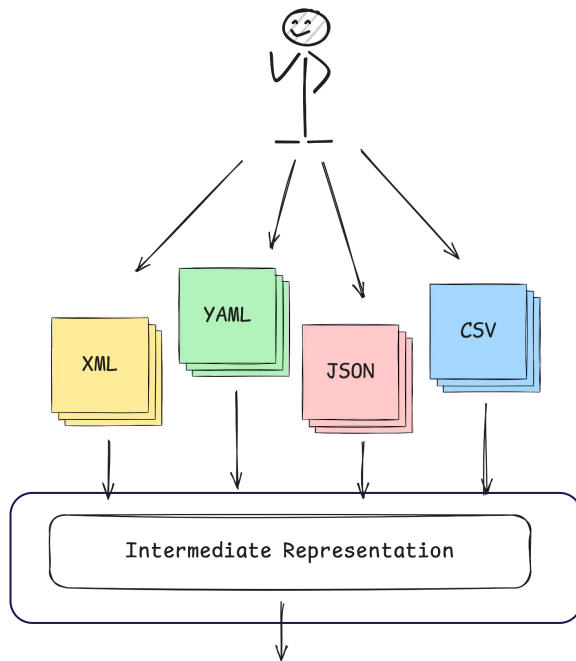 XML
YAML
JSON
CSV
Intermediate Representation